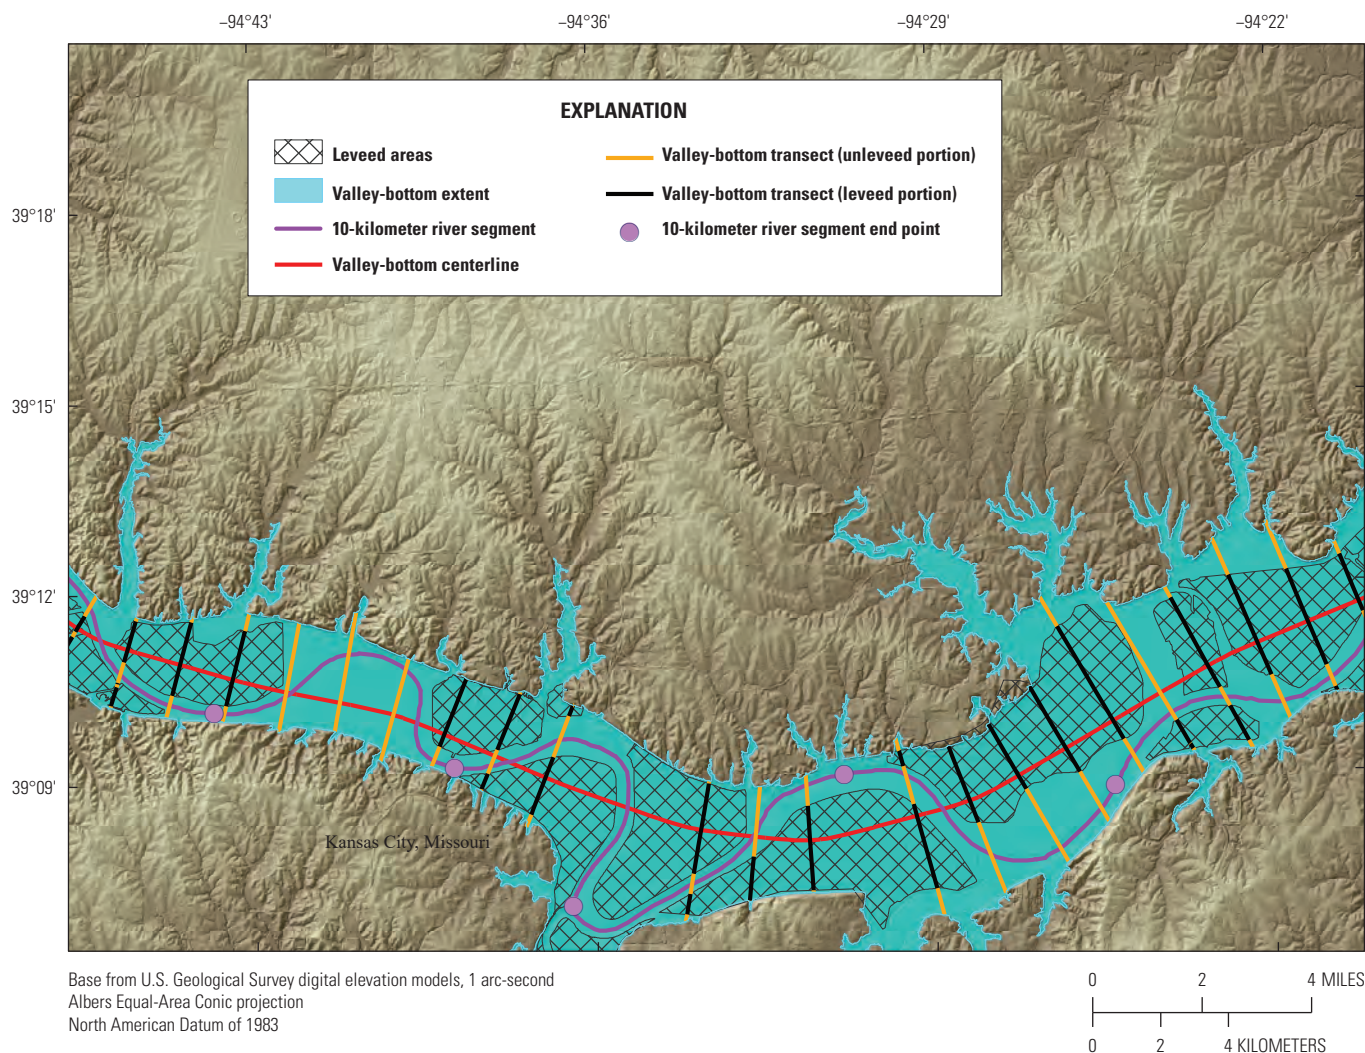 –94°43'
–94°36'
–94°29'
–94°22'
EXPLANATION
Leveed areas
Valley-bottom extent
10-kilometer river segment
Valley-bottom centerline
Valley-bottom transect (unleveed portion)
Valley-bottom transect (leveed portion)
10-kilometer river segment end point
39°18'
39°15'
39°12'
39°09'
Kansas City, Missouri
Base from U.S. Geological Survey digital elevation models, 1 arc-second
Albers Equal-Area Conic projection
North American Datum of 1983
0 2 4 MILES
0 2 4 KILOMETERS